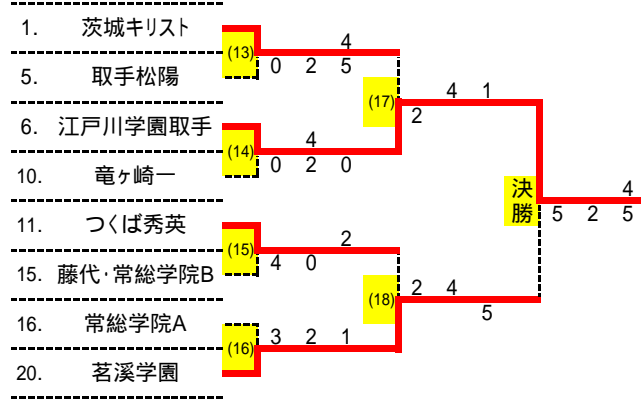 1. 茨城キリスト
4
(13)
0 2 5
5. 取手松陽
(17)
4 1
2
6. 江戸川学園取手
4
(14)
0 2 0
10. 竜ヶ崎一
決勝
4
5 2 5
11. つくば秀英
2
(15)
4 0
15. 藤代・常総学院B
(18)
2 4
5
16. 常総学院A
3 2 1
(16)
20. 茗溪学園